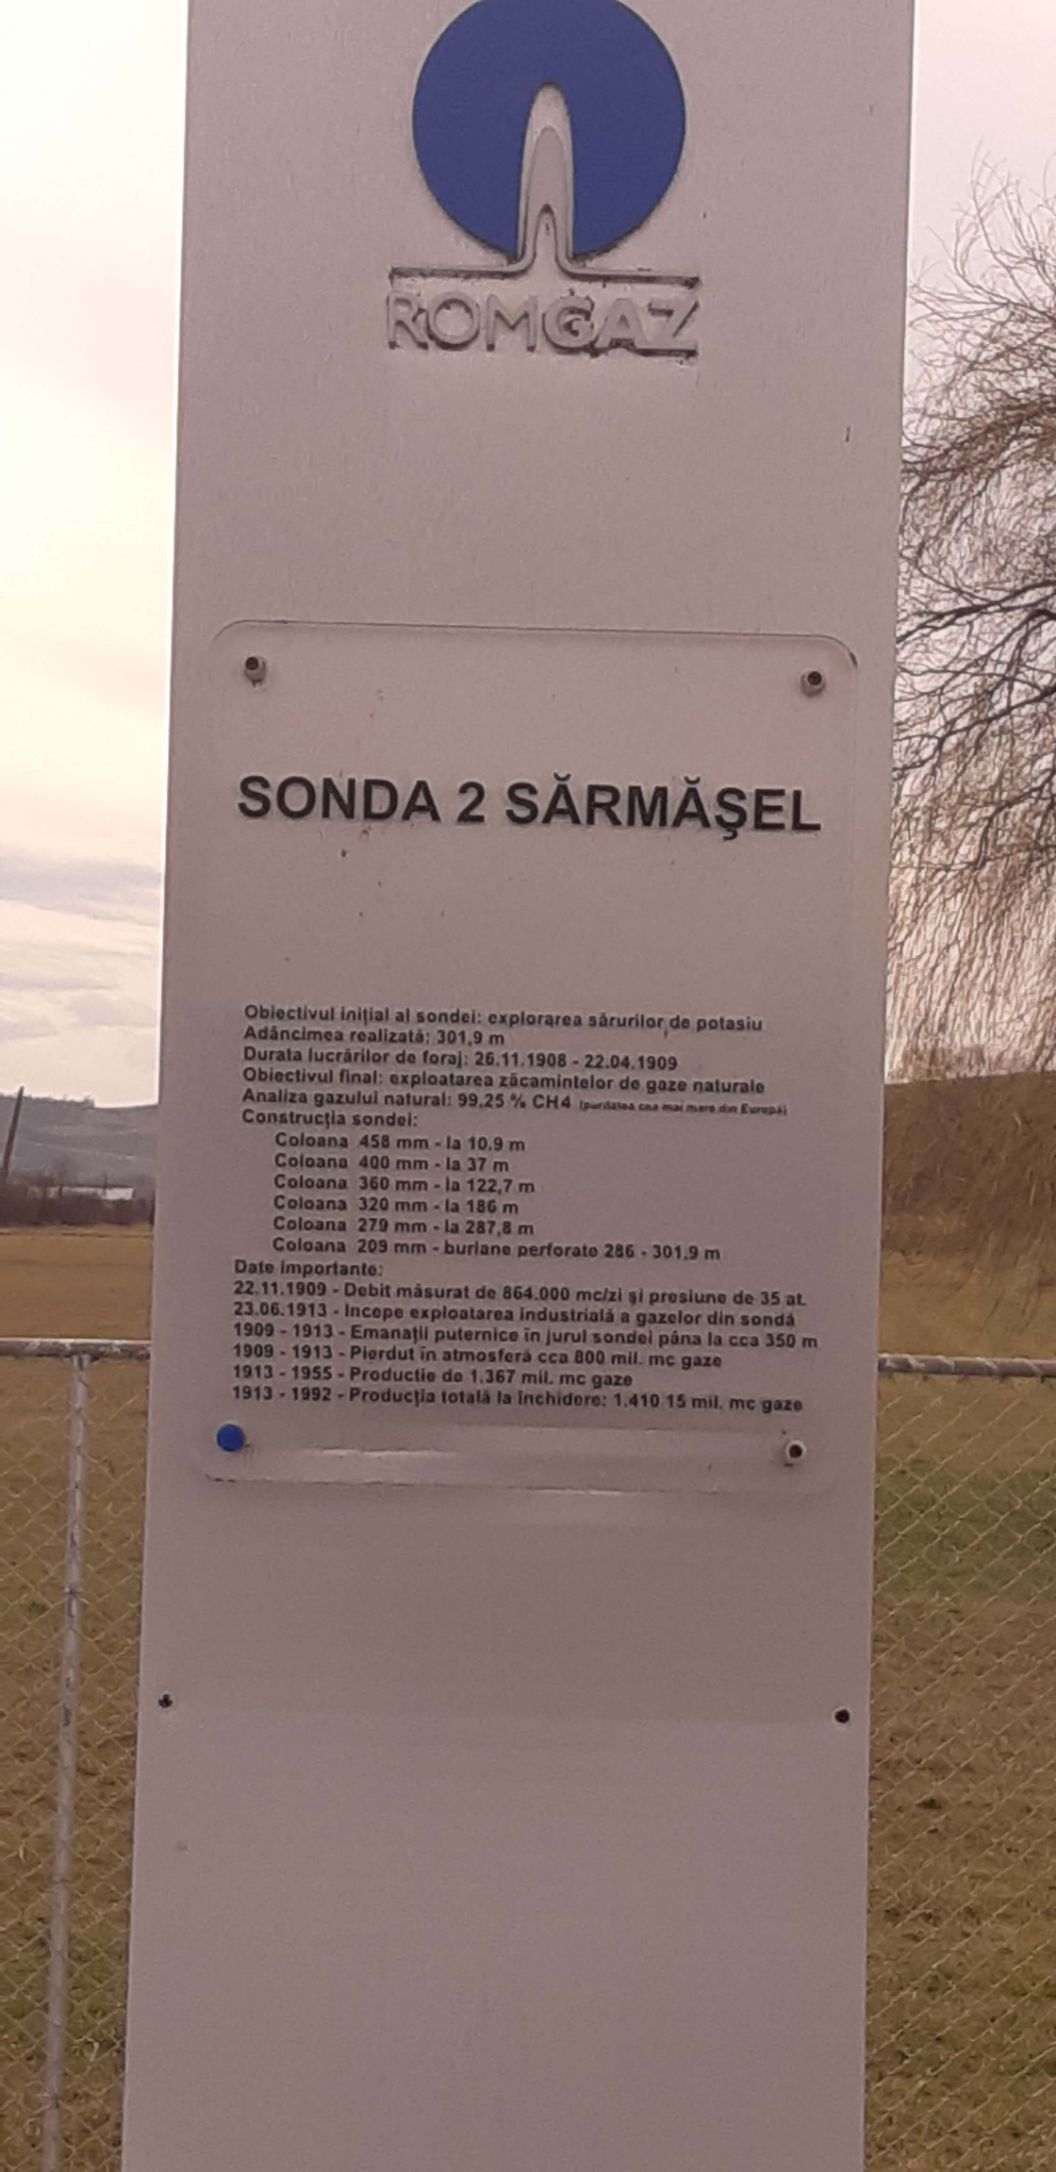 ROMGAZ
SONDA 2 SĂRMĂŞEL
Obiectivul iniţial al sondei: explorarea sărurilor de potasiu
Adâncimea realizată: 301,9 m
Durata lucrărilor de foraj: 26.11.1908 - 22.04.1909
Obiectivul final: exploatarea zăcamintelor de gaze naturale
Analiza gazului natural: 99,25 % CH4 (puritatea cea mai mare din Europa)
Construcţia sondei:
Coloana 458 mm - la 10,9 m
Coloana 400 mm - la 37 m
Coloana 360 mm - la 122,7 m
Coloana 320 mm - la 186 m
Coloana 279 mm - la 287,8 m
Coloana 209 mm - burlane perforate 286 - 301,9 m
Date importante:
22.11.1909 - Debit măsurat de 864.000 mc/zi şi presiune de 35 at.
23.06.1913 - Incepe exploatarea industrială a gazelor din sondă
1909 - 1913 - Emanaţii puternice în jurul sondei pâna la cca 350 m
1909 - 1913 - Pierdut în atmosferă cca 800 mil. mc gaze
1913 - 1955 - Productie de 1.367 mil. mc gaze
1913 - 1992 - Producţia totală la închidere: 1.410 15 mil. mc gaze